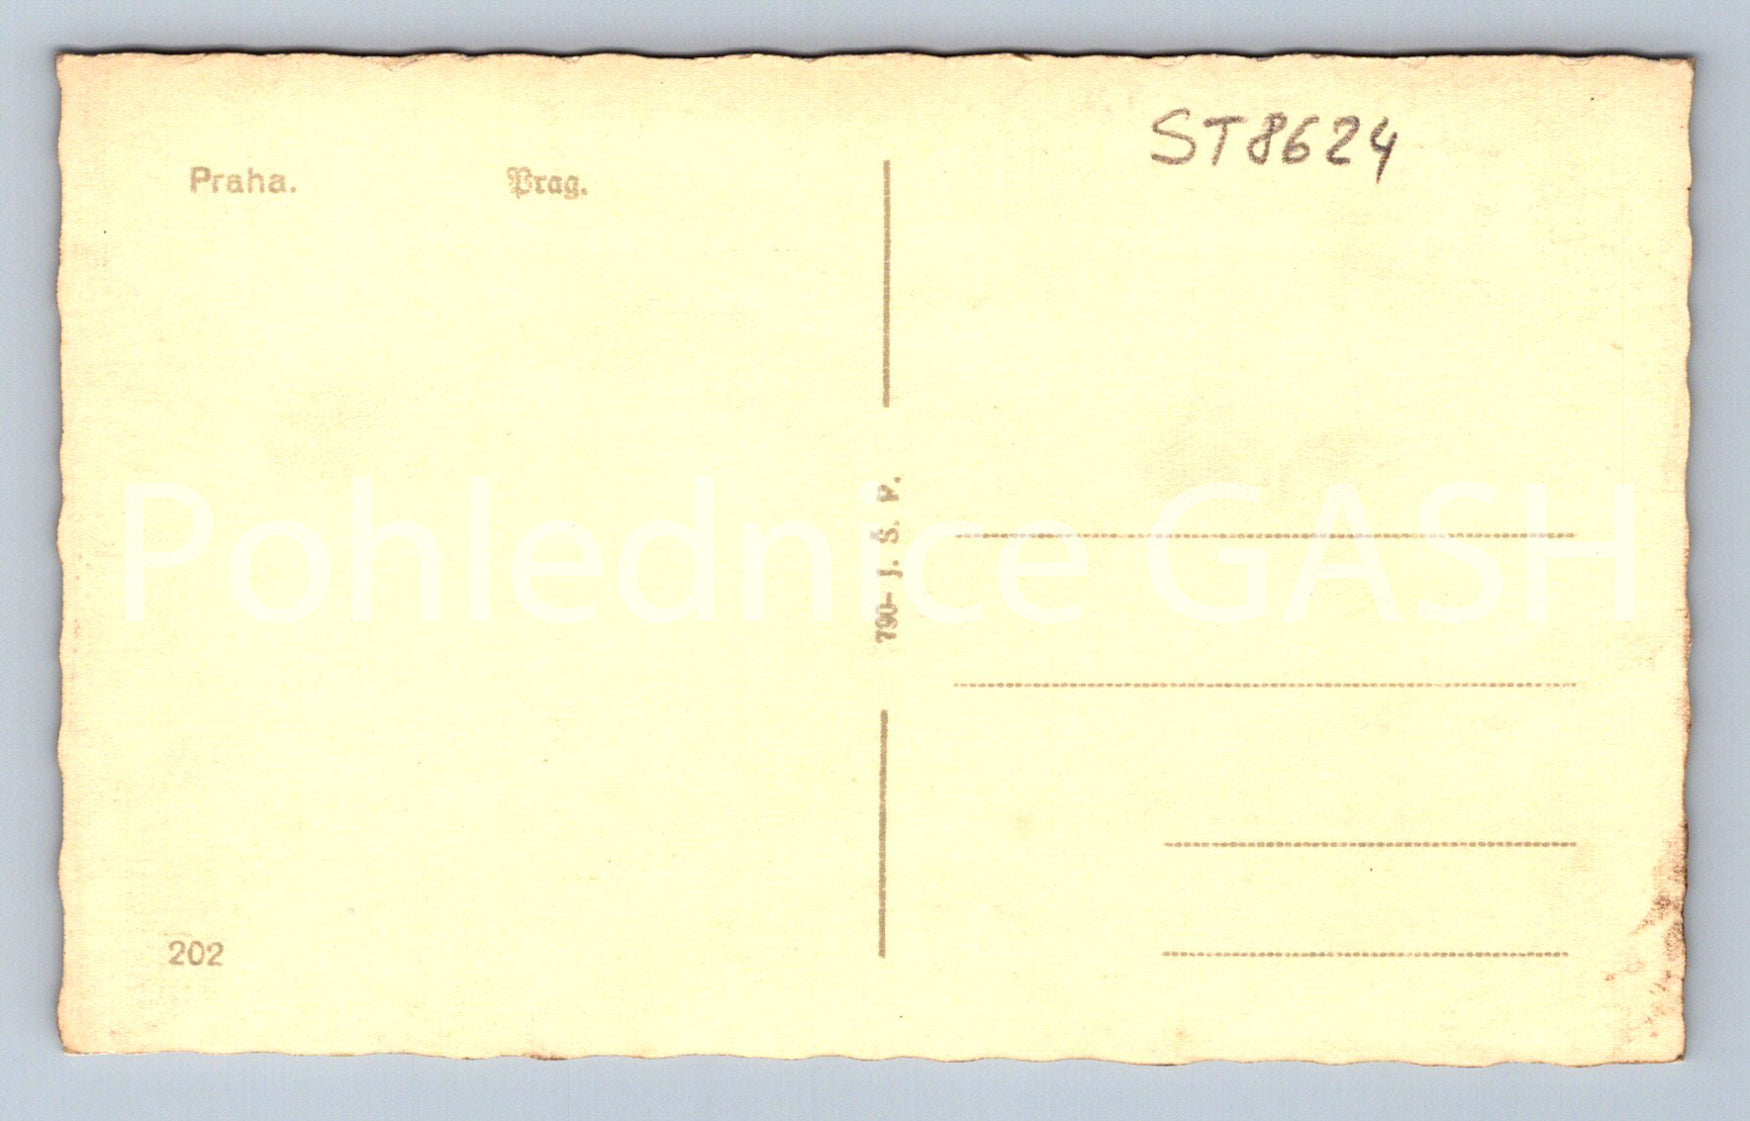 Praha. Prag.
ST8624
790- J. Š. P.
202
Pohlednice GASH